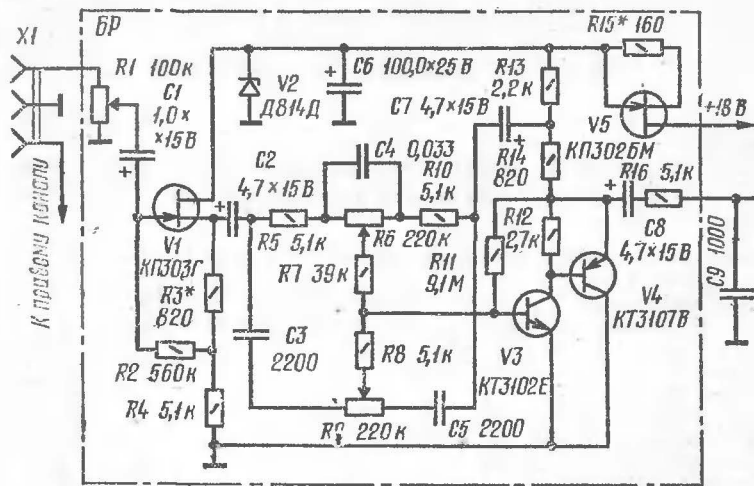 X1
БР
R1 100к
C1
1,0×
×15В
V2
Д814Д
C6 100,0×25В
R13
2,2к
R15* 160
V5
КП302БМ
+18 В
C7 4,7×15В
R14
820
C4
0,033
R10
5,1к
C2
4,7×15В
R16 5,1к
V1
КП303Г
R5 5,1к
R6 220к
R11
9,1М
R12
2,7к
C8
4,7×15В
C9 1000
К правому каналу
R3*
820
R7 39к
V4
КТ3107В
C3
2200
V3
КТ3102Е
R2 560к
R8 5,1к
R4 5,1к
R9 220к
C5 2200